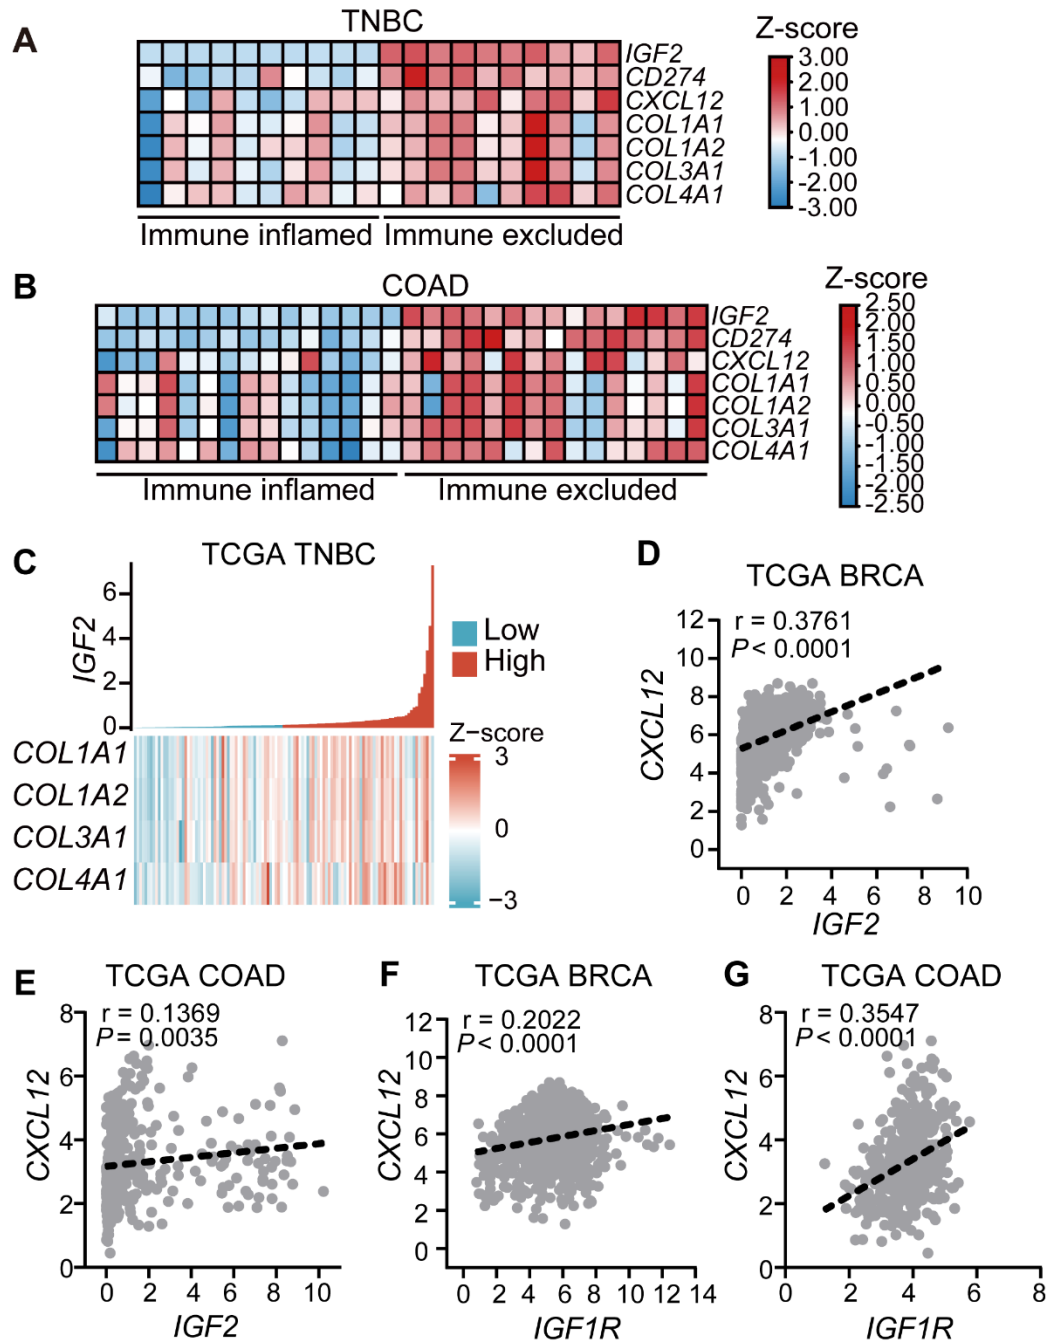 A
TNBC
IGF2
CD274
CXCL12
COL1A1
COL1A2
COL3A1
COL4A1
Immune inflamed
Immune excluded
Z-score
3.00
2.00
1.00
0.00
-1.00
-2.00
-3.00
B
COAD
IGF2
CD274
CXCL12
COL1A1
COL1A2
COL3A1
COL4A1
Immune inflamed
Immune excluded
Z-score
2.50
2.00
1.50
1.00
0.50
0.00
-0.50
-1.00
-1.50
-2.00
-2.50
C
TCGA TNBC
IGF2
6
4
2
0
Low
High
COL1A1
COL1A2
COL3A1
COL4A1
Z−score
3
0
−3
D
TCGA BRCA
r = 0.3761
P < 0.0001
CXCL12
12
10
8
6
4
2
0
0 2 4 6 8 10
IGF2
E
TCGA COAD
r = 0.1369
P = 0.0035
CXCL12
8
6
4
2
0
0 2 4 6 8 10
IGF2
F
TCGA BRCA
r = 0.2022
P < 0.0001
CXCL12
12
10
8
6
4
2
0
0 2 4 6 8 10 12 14
IGF1R
G
TCGA COAD
r = 0.3547
P < 0.0001
CXCL12
8
6
4
2
0
0 2 4 6 8
IGF1R